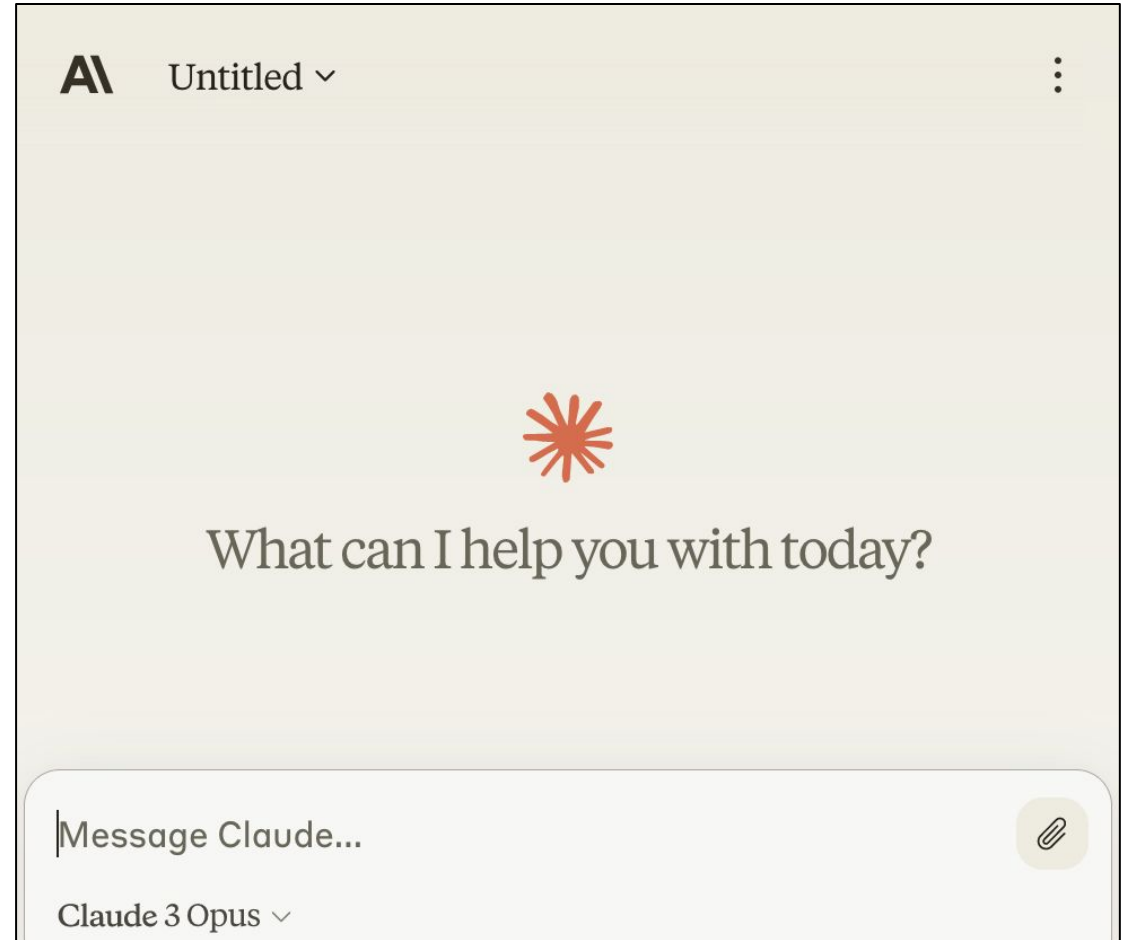 A\ Untitled
What can I help you with today?
Message Claude...
Claude 3 Opus